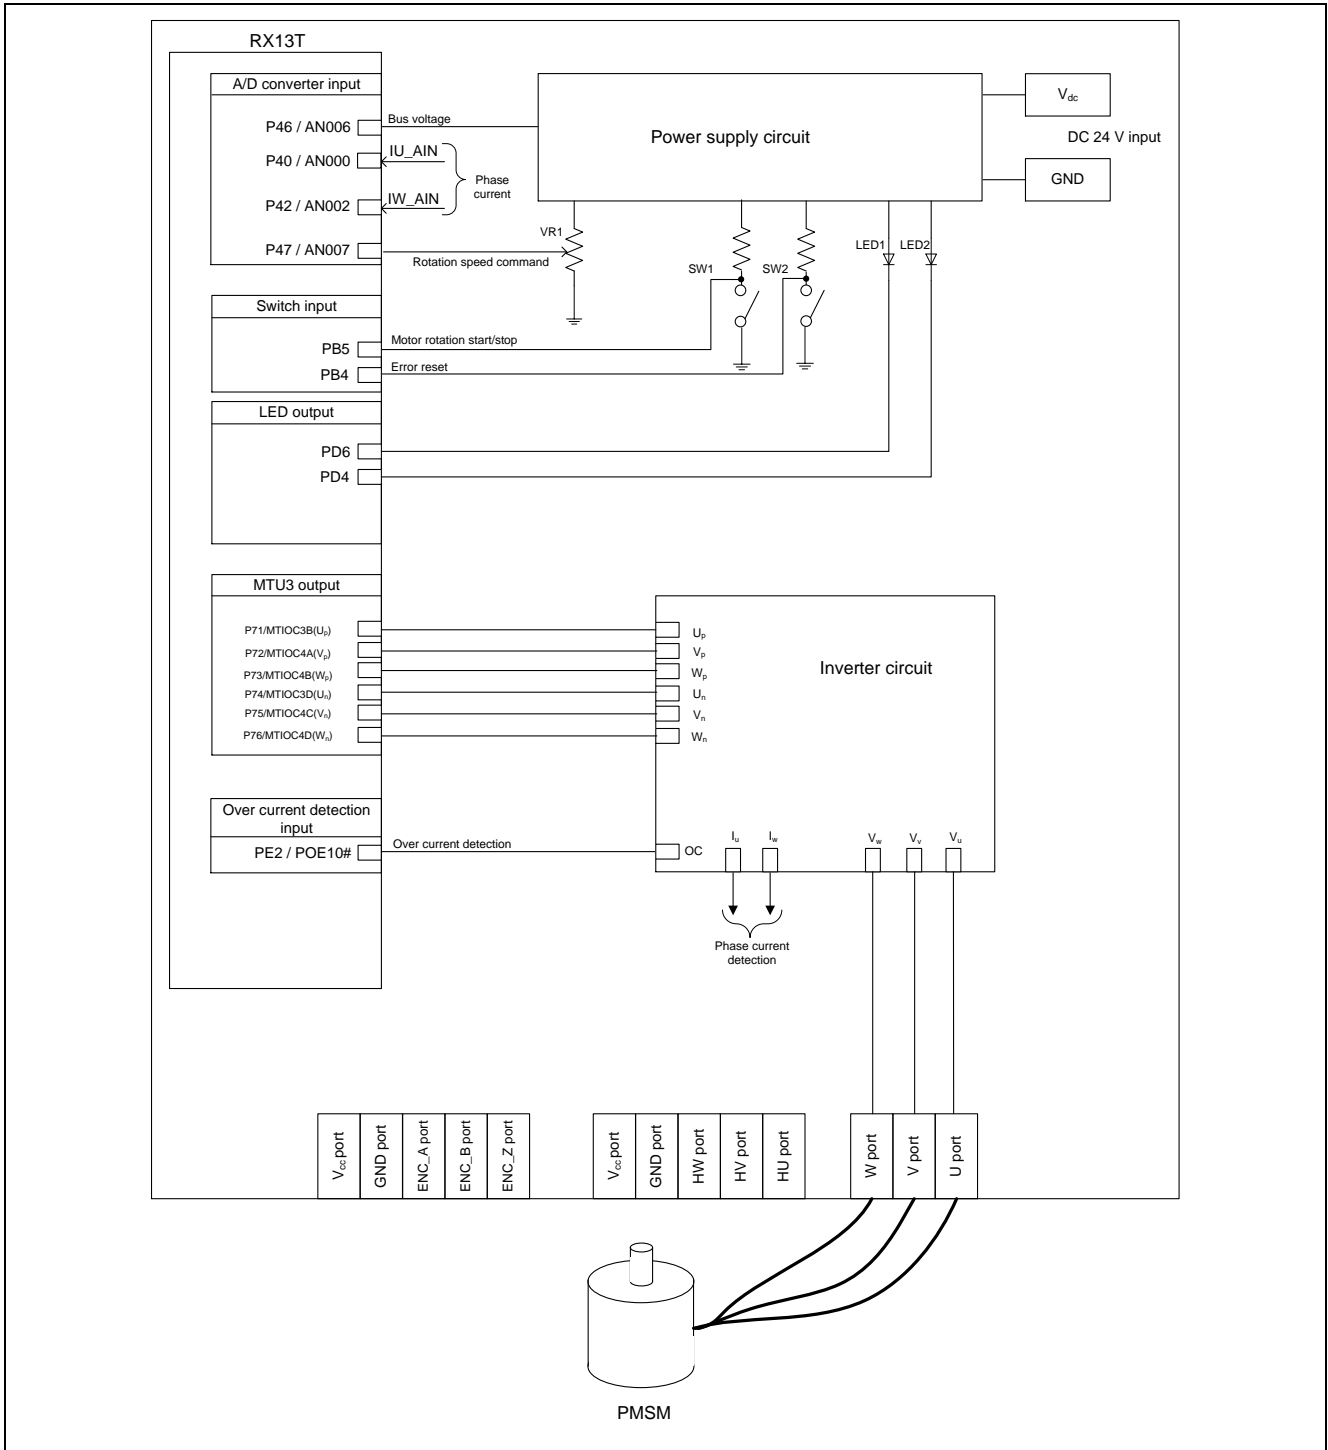 RX13T
A/D converter input
P46 / AN006
Bus voltage
P40 / AN000
IU_AIN
Phase
current
P42 / AN002
IW_AIN
P47 / AN007
Rotation speed command
VR1
Power supply circuit
Vdc
DC 24 V input
GND
SW1
SW2
LED1
LED2
Switch input
PB5
Motor rotation start/stop
PB4
Error reset
LED output
PD6
PD4
MTU3 output
P71/MTIOC3B(Up)
P72/MTIOC4A(Vp)
P73/MTIOC4B(Wp)
P74/MTIOC3D(Un)
P75/MTIOC4C(Vn)
P76/MTIOC4D(Wn)
Up
Vp
Wp
Un
Vn
Wn
Inverter circuit
Over current detection
input
PE2 / POE10#
Over current detection
OC
Iu
Iw
Vw
Vv
Vu
Phase current
detection
Vcc port
GND port
ENC_A port
ENC_B port
ENC_Z port
Vcc port
GND port
HW port
HV port
HU port
W port
V port
U port
PMSM